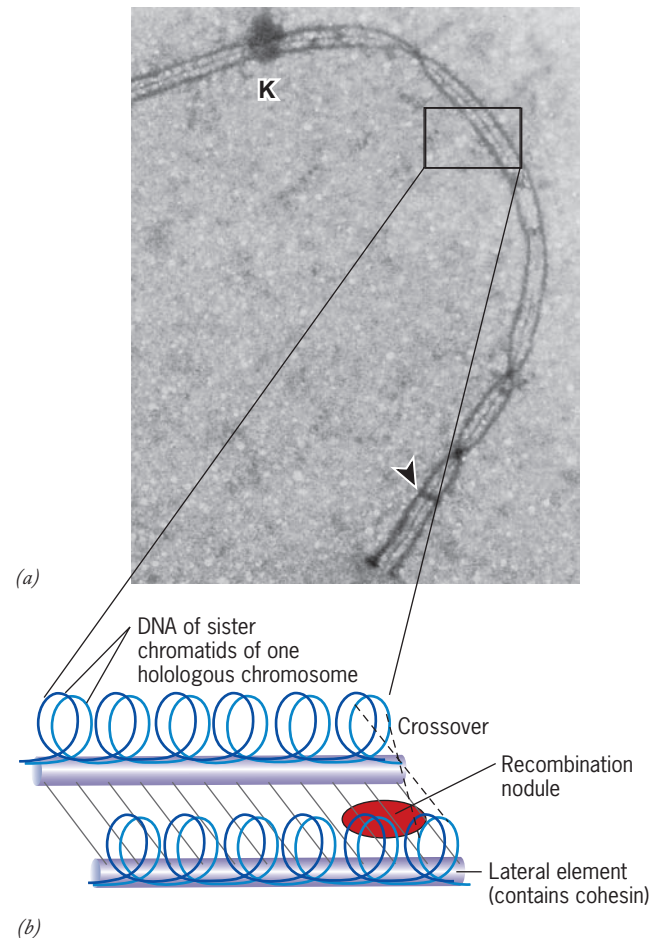 K
(a)
DNA of sister
chromatids of one
holologous chromosome
Crossover
Recombination
nodule
Lateral element
(contains cohesin)
(b)